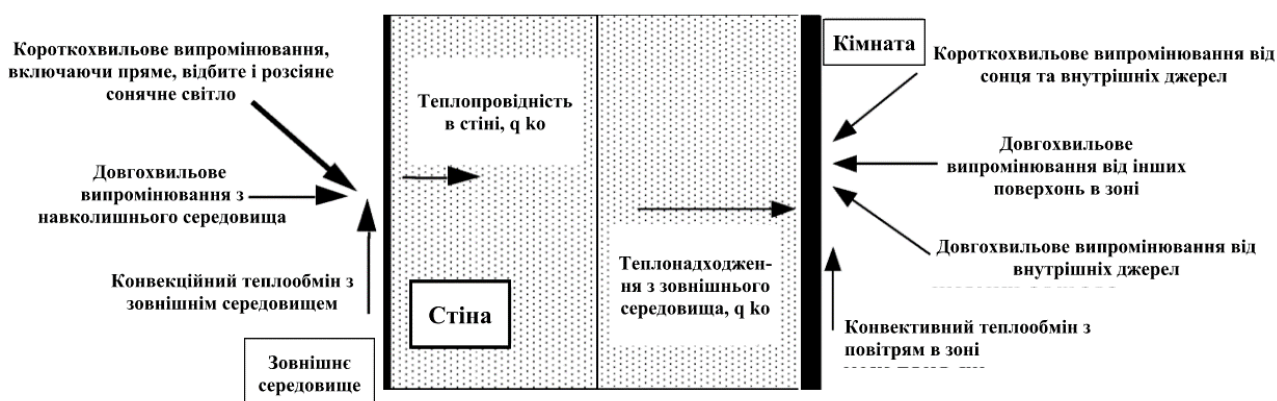 Короткохвильове випромінювання,
включаючи пряме, відбите і розсіяне
сонячне світло
Довгохвильове
випромінювання з
навколишнього середовища
Конвекційний теплообмін з
зовнішнім середовищем
Зовнішнє
середовище
Теплопровідність
в стіні, q ko
Стіна
Теплонадходжен-
ня з зовнішнього
середовища, q ko
Кімната
Короткохвильове випромінювання від
сонця та внутрішніх джерел
Довгохвильове
випромінювання від інших
поверхонь в зоні
Довгохвильове випромінювання від
внутрішніх джерел
Конвективний теплообмін з
повітрям в зоні